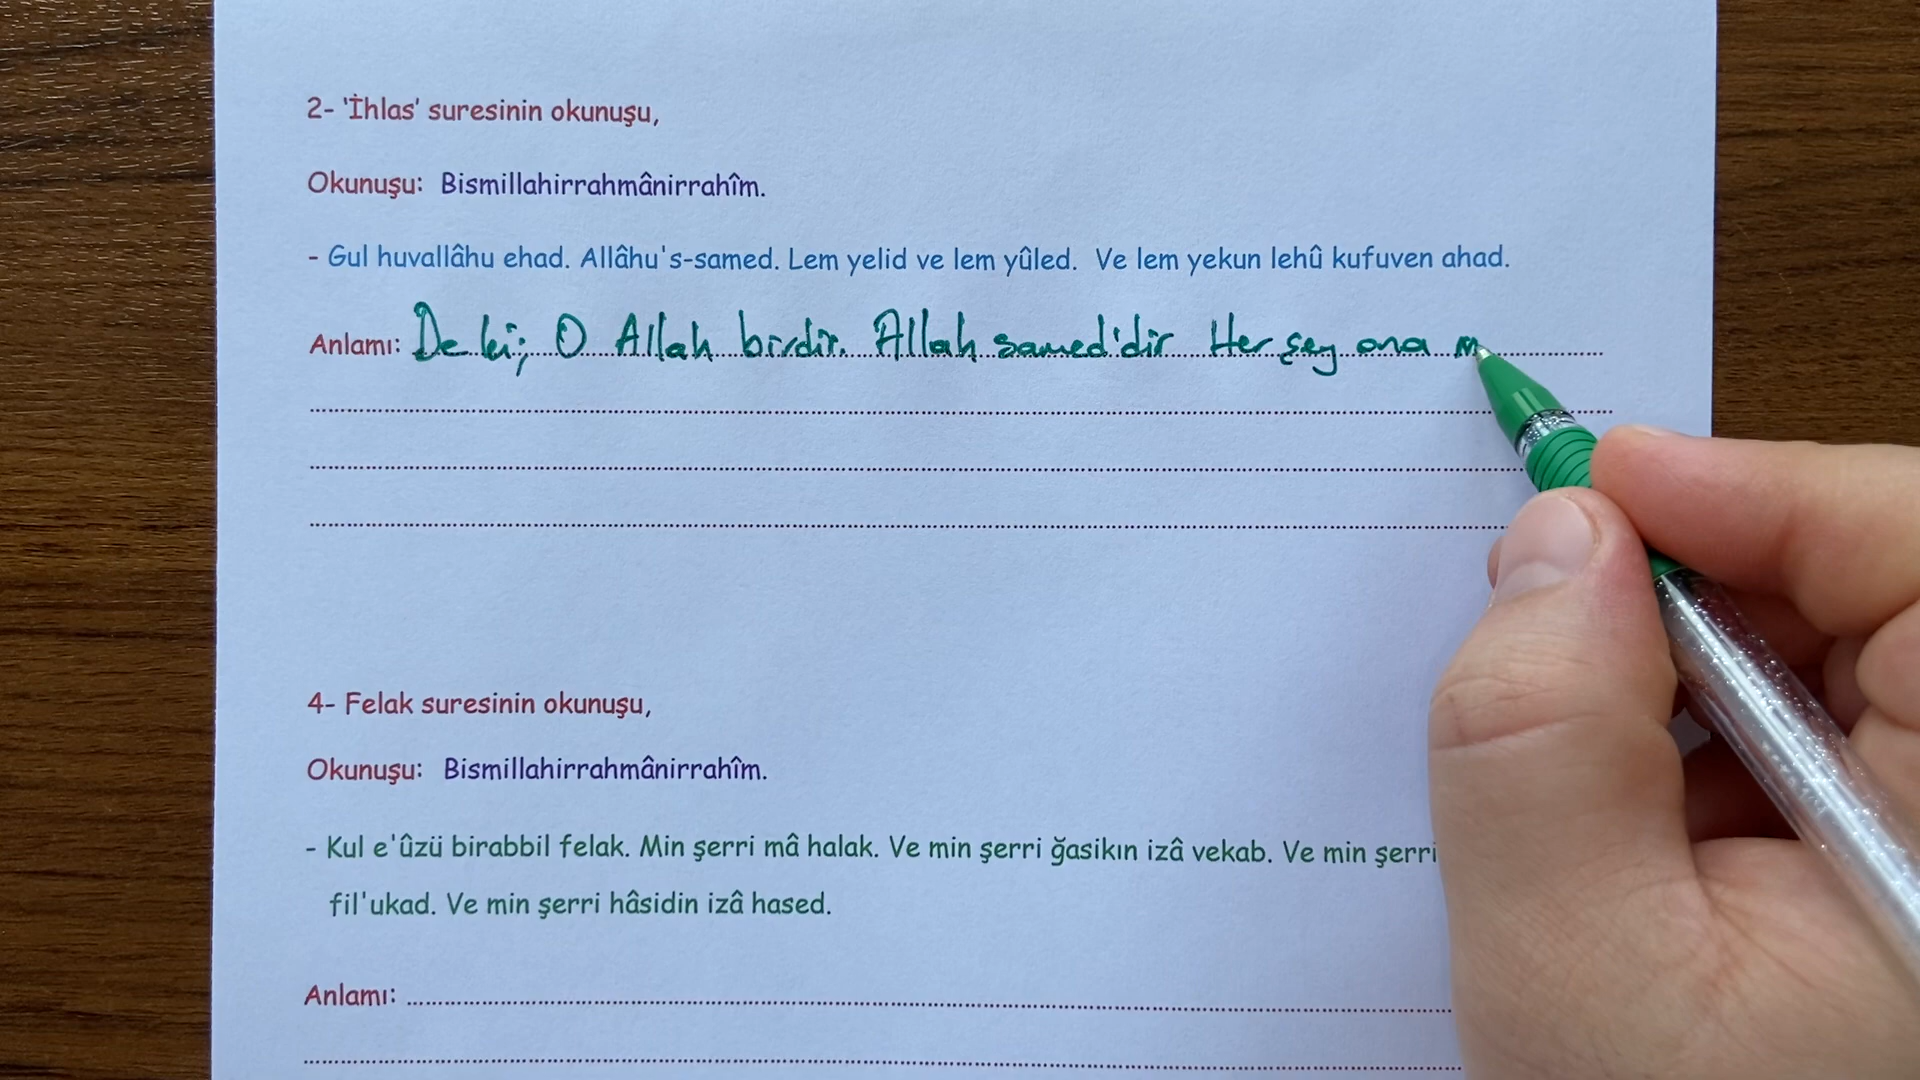 2- 'İhlas' suresinin okunuşu,
Okunuşu: Bismillahirrahmânirrahîm.
- Gul huvallâhu ehad. Allâhu's-samed. Lem yelid ve lem yûled. Ve lem yekun lehû kufuven ahad.
Anlamı: De ki; O Allah birdir. Allah samed'dir Her şey ona m
4- Felak suresinin okunuşu,
Okunuşu: Bismillahirrahmânirrahîm.
- Kul e'ûzü birabbil felak. Min şerri mâ halak. Ve min şerri ğasikın izâ vekab. Ve min şerri
fil'ukad. Ve min şerri hâsidin izâ hased.
Anlamı: